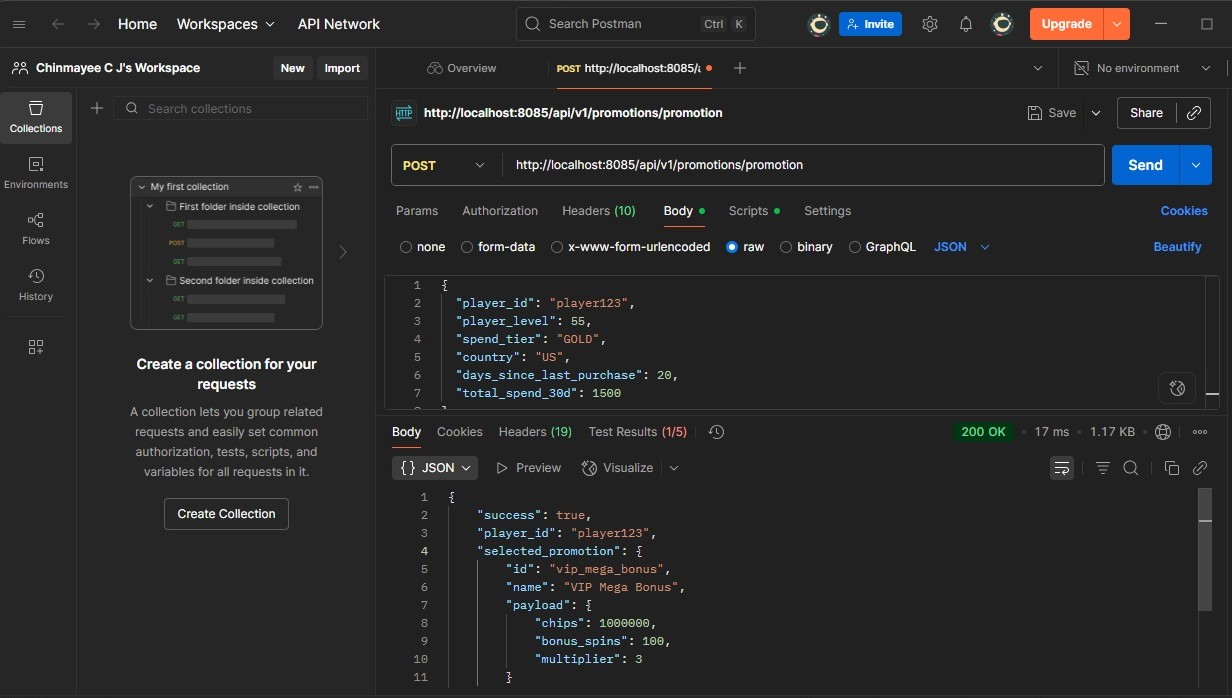 Home Workspaces API Network Search Postman Ctrl K Invite Upgrade
Chinmayee C J's Workspace New Import
Overview POST http://localhost:8085/a No environment
Collections
Environments
Flows
History
Search collections
My first collection
First folder inside collection
GET
POST
GET
Second folder inside collection
GET
GET
Create a collection for your
requests
A collection lets you group related
requests and easily set common
authorization, tests, scripts, and
variables for all requests in it.
Create Collection
HTTP http://localhost:8085/api/v1/promotions/promotion Save Share
POST http://localhost:8085/api/v1/promotions/promotion Send
Params Authorization Headers (10) Body Scripts Settings Cookies
none form-data x-www-form-urlencoded raw binary GraphQL JSON Beautify
1 {
2 "player_id": "player123",
3 "player_level": 55,
4 "spend_tier": "GOLD",
5 "country": "US",
6 "days_since_last_purchase": 20,
7 "total_spend_30d": 1500
Body Cookies Headers (19) Test Results (1/5) 200 OK 17 ms 1.17 KB
{} JSON Preview Visualize
1 {
2 "success": true,
3 "player_id": "player123",
4 "selected_promotion": {
5 "id": "vip_mega_bonus",
6 "name": "VIP Mega Bonus",
7 "payload": {
8 "chips": 1000000,
9 "bonus_spins": 100,
10 "multiplier": 3
11 }